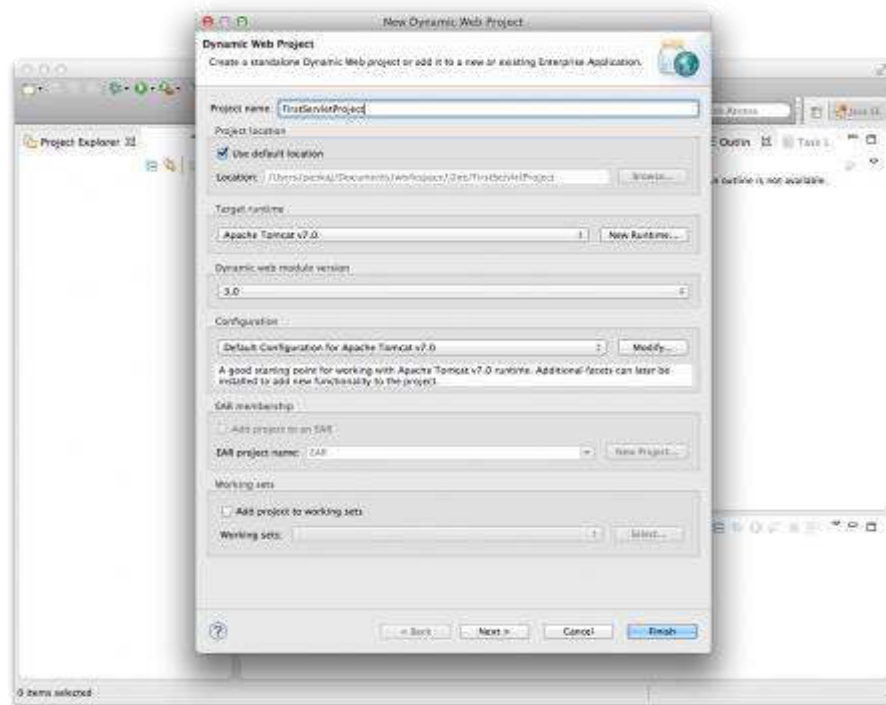 New Dynamic Web Project
Dynamic Web Project
Create a standalone Dynamic Web project or add it to a new or existing Enterprise Application.
Project name: FirstServletProject
Project location
Use default location
Location:
Browse...
Target runtime
Apache Tomcat v7.0
New Runtime...
Dynamic web module version
3.0
Configuration
Default Configuration for Apache Tomcat v7.0
Modify...
A good starting point for working with Apache Tomcat v7.0 runtime. Additional facets can later be
installed to add new functionality to the project.
EAR membership
Add project to an EAR
EAR project name: EAR
New Project...
Working sets
Add project to working sets
Working sets:
Select...
< Back
Next >
Cancel
Finish
Project Explorer
Access
Java EE
Outlin
Task L
outline is not available.
0 items selected